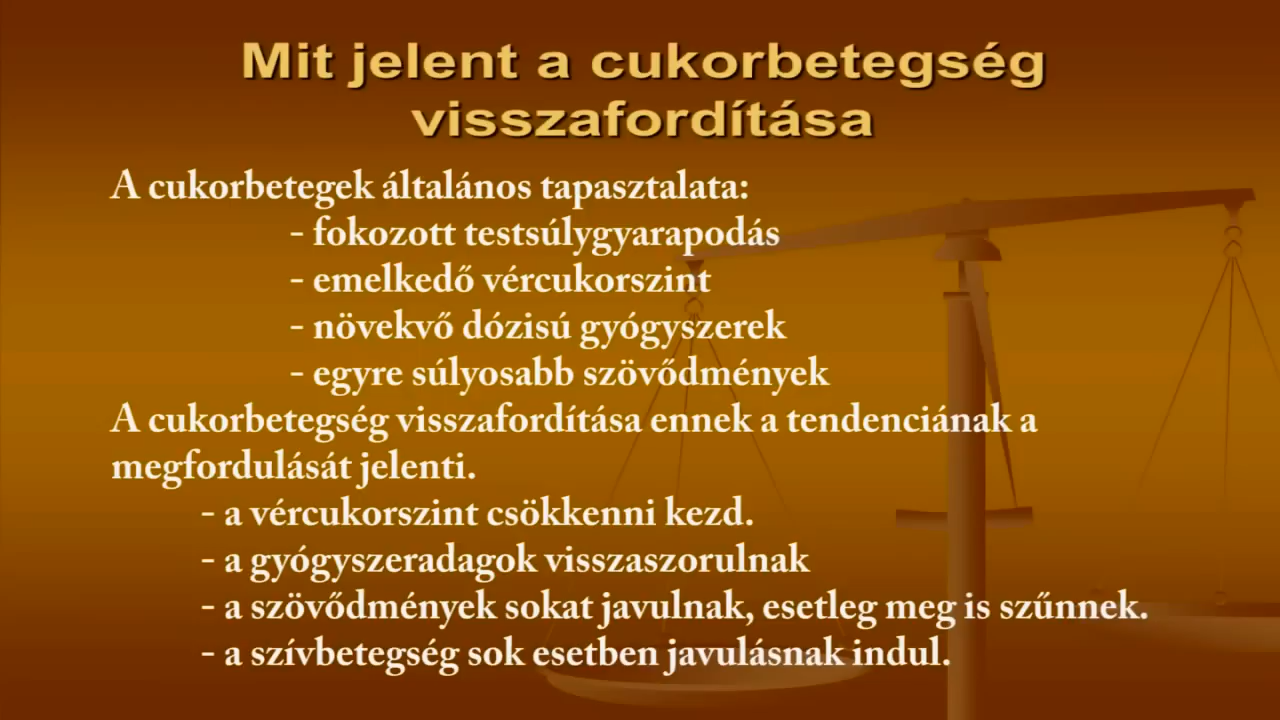 Mit jelent a cukorbetegség
visszafordítása
A cukorbetegek általános tapasztalata:
- fokozott testsúlygyarapodás
- emelkedő vércukorszint
- növekvő dózisú gyógyszerek
- egyre súlyosabb szövődmények
A cukorbetegség visszafordítása ennek a tendenciának a
megfordulását jelenti.
- a vércukorszint csökkenni kezd.
- a gyógyszeradagok visszaszorulnak
- a szövődmények sokat javulnak, esetleg meg is szűnnek.
- a szívbetegség sok esetben javulásnak indul.